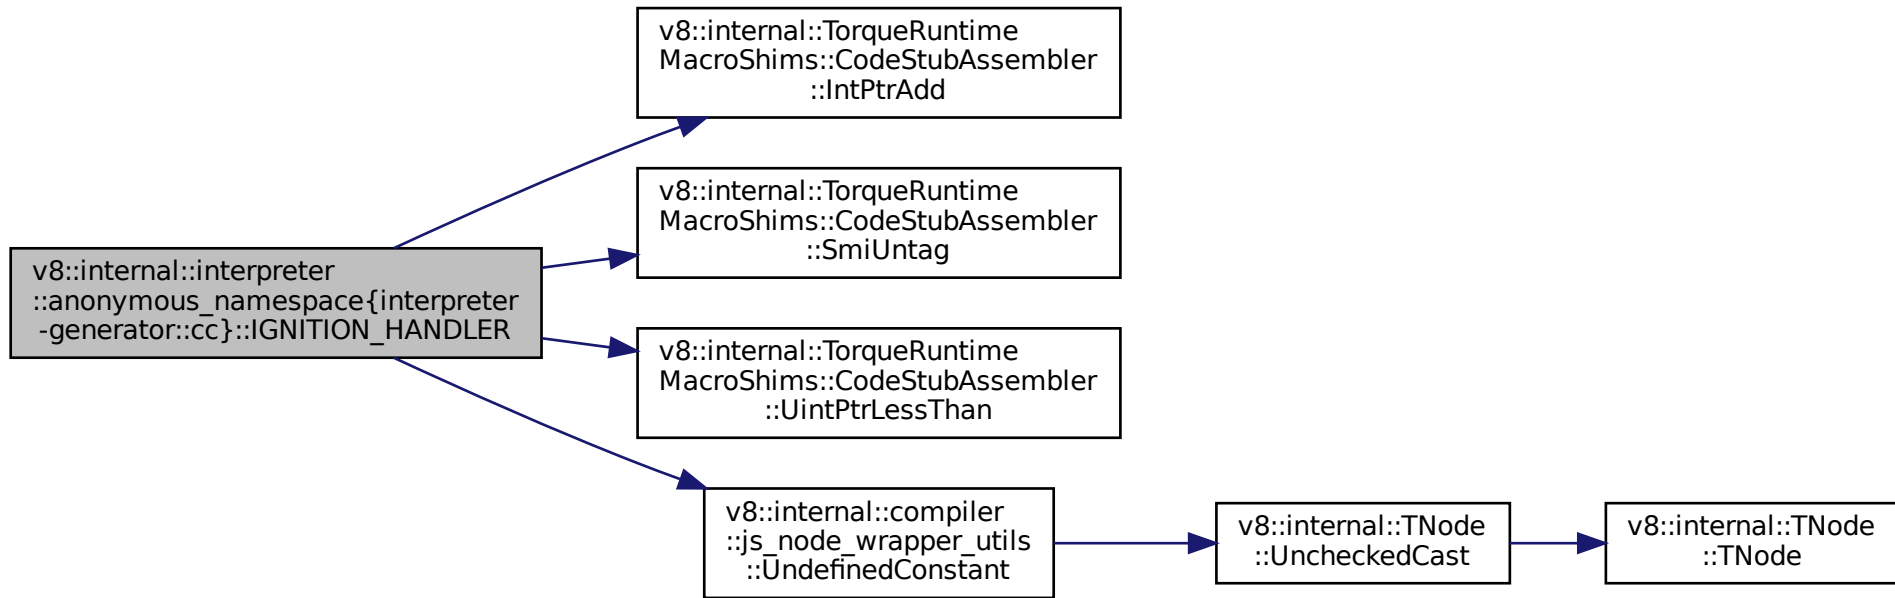 v8::internal::TorqueRuntime
MacroShims::CodeStubAssembler
::IntPtrAdd
v8::internal::TorqueRuntime
MacroShims::CodeStubAssembler
::SmiUntag
v8::internal::interpreter
::anonymous_namespace{interpreter
-generator::cc}::IGNITION_HANDLER
v8::internal::TorqueRuntime
MacroShims::CodeStubAssembler
::UintPtrLessThan
v8::internal::compiler
::js_node_wrapper_utils
::UndefinedConstant
v8::internal::TNode
::UncheckedCast
v8::internal::TNode
::TNode